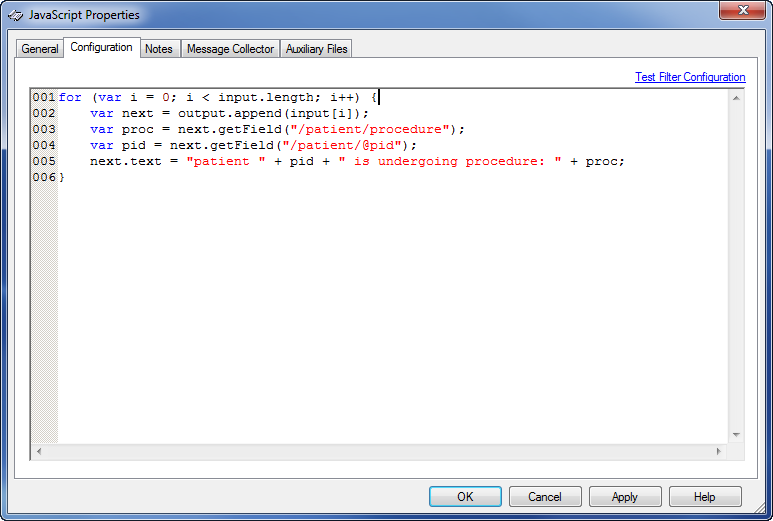 JavaScript Properties
General Configuration Notes Message Collector Auxiliary Files
Test Filter Configuration
001 for (var i = 0; i < input.length; i++) {
002     var next = output.append(input[i]);
003     var proc = next.getField("/patient/procedure");
004     var pid = next.getField("/patient/@pid");
005     next.text = "patient " + pid + " is undergoing procedure: " + proc;
006 }
OK Cancel Apply Help